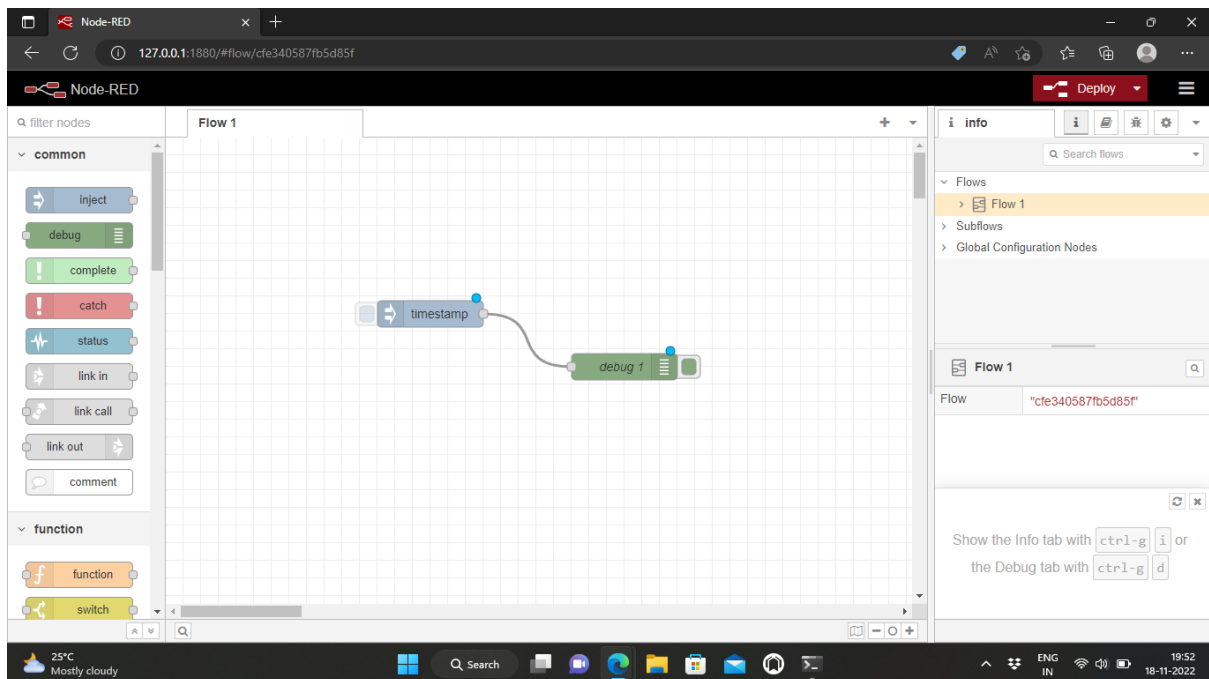 Node-RED
127.0.0.1:1880/#flow/cfe340587fb5d85f
Node-RED
Deploy
filter nodes
Flow 1
i info
i
common
Search flows
Flows
Flow 1
Subflows
Global Configuration Nodes
inject
debug
complete
catch
status
link in
link call
link out
comment
timestamp
debug 1
Flow 1
Flow "cfe340587fb5d85f"
function
function
switch
Show the Info tab with ctrl-g i or
the Debug tab with ctrl-g d
25°C
Mostly cloudy
Search
ENG
IN
19:52
18-11-2022